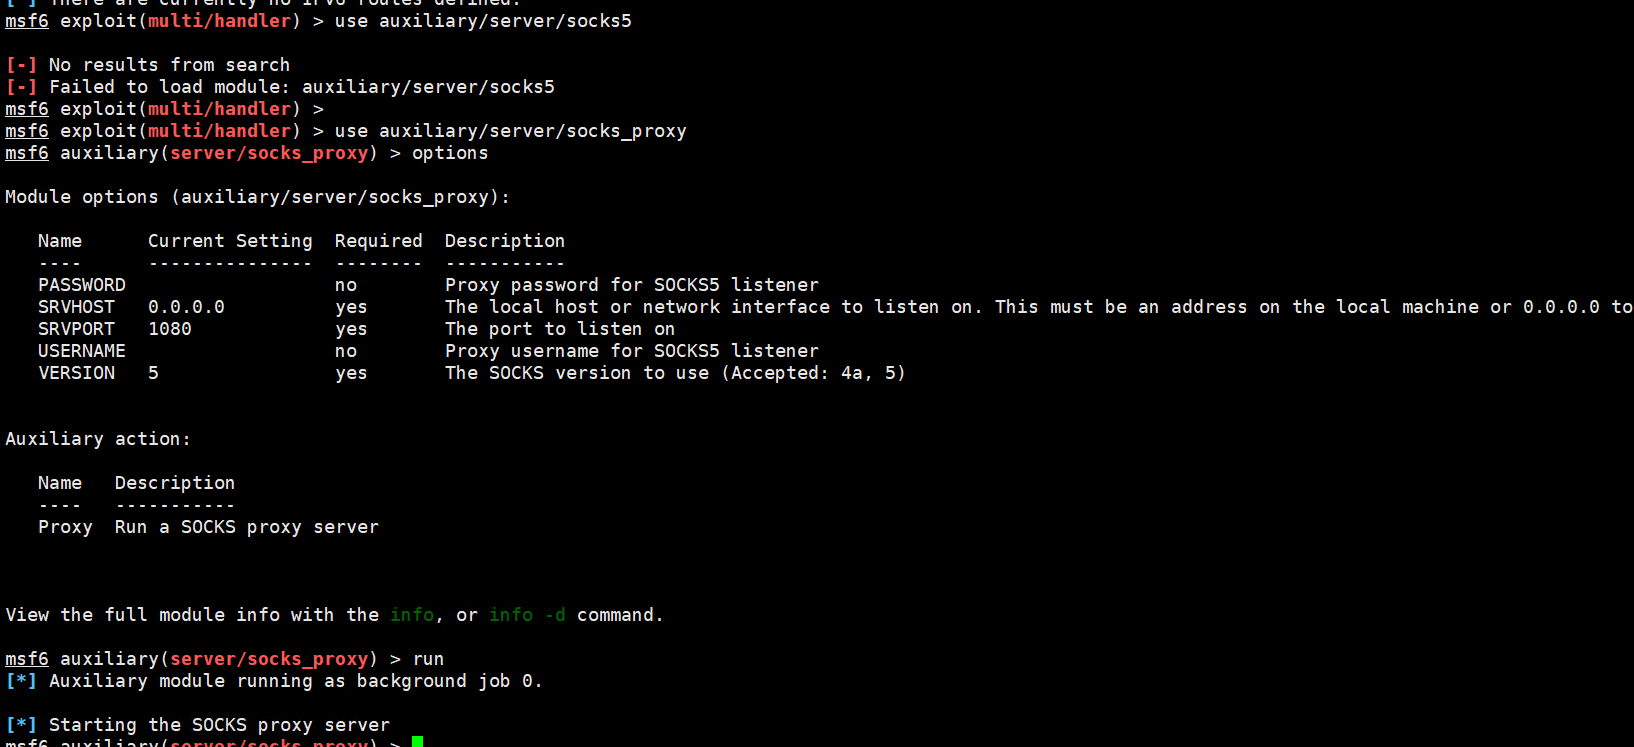 [*] There are currently no IPv6 routes defined.
msf6 exploit(multi/handler) > use auxiliary/server/socks5
[-] No results from search
[-] Failed to load module: auxiliary/server/socks5
msf6 exploit(multi/handler) >
msf6 exploit(multi/handler) > use auxiliary/server/socks_proxy
msf6 auxiliary(server/socks_proxy) > options
Module options (auxiliary/server/socks_proxy):
Name Current Setting Required Description
---- --------------- -------- -----------
PASSWORD no Proxy password for SOCKS5 listener
SRVHOST 0.0.0.0 yes The local host or network interface to listen on. This must be an address on the local machine or 0.0.0.0 to
SRVPORT 1080 yes The port to listen on
USERNAME no Proxy username for SOCKS5 listener
VERSION 5 yes The SOCKS version to use (Accepted: 4a, 5)
Auxiliary action:
Name Description
---- -----------
Proxy Run a SOCKS proxy server
View the full module info with the info, or info -d command.
msf6 auxiliary(server/socks_proxy) > run
[*] Auxiliary module running as background job 0.
[*] Starting the SOCKS proxy server
msf6 auxiliary(server/socks_proxy) >